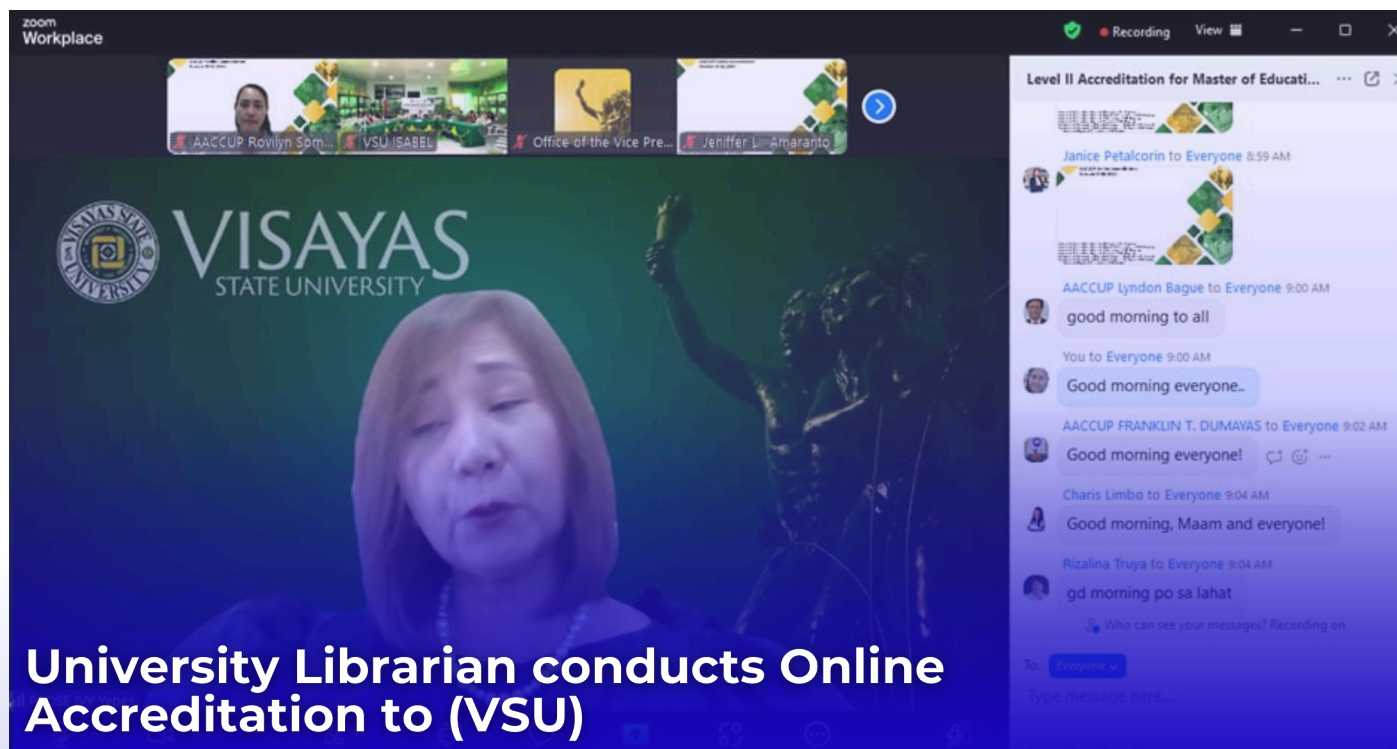 zoom
Workplace
Recording
View
AACCUP Rovilyn Som...
VSU ISABEL
Office of the Vice Pre...
Jeniffer L. Amaranto
VISAYAS STATE UNIVERSITY
VISAYAS
STATE UNIVERSITY
Level II Accreditation for Master of Educati...
Janice Petalcorin to Everyone 8:59 AM
AACCUP Lyndon Bague to Everyone 9:00 AM
good morning to all
You to Everyone 9:00 AM
Good morning everyone..
AACCUP FRANKLIN T. DUMAYAS to Everyone 9:02 AM
Good morning everyone!
Charis Limbo to Everyone 9:04 AM
Good morning, Maam and everyone!
Rizalina Truya to Everyone 9:04 AM
gd morning po sa lahat
Who can see your messages? Recording on
To: Everyone
Type message here...
University Librarian conducts Online
Accreditation to (VSU)